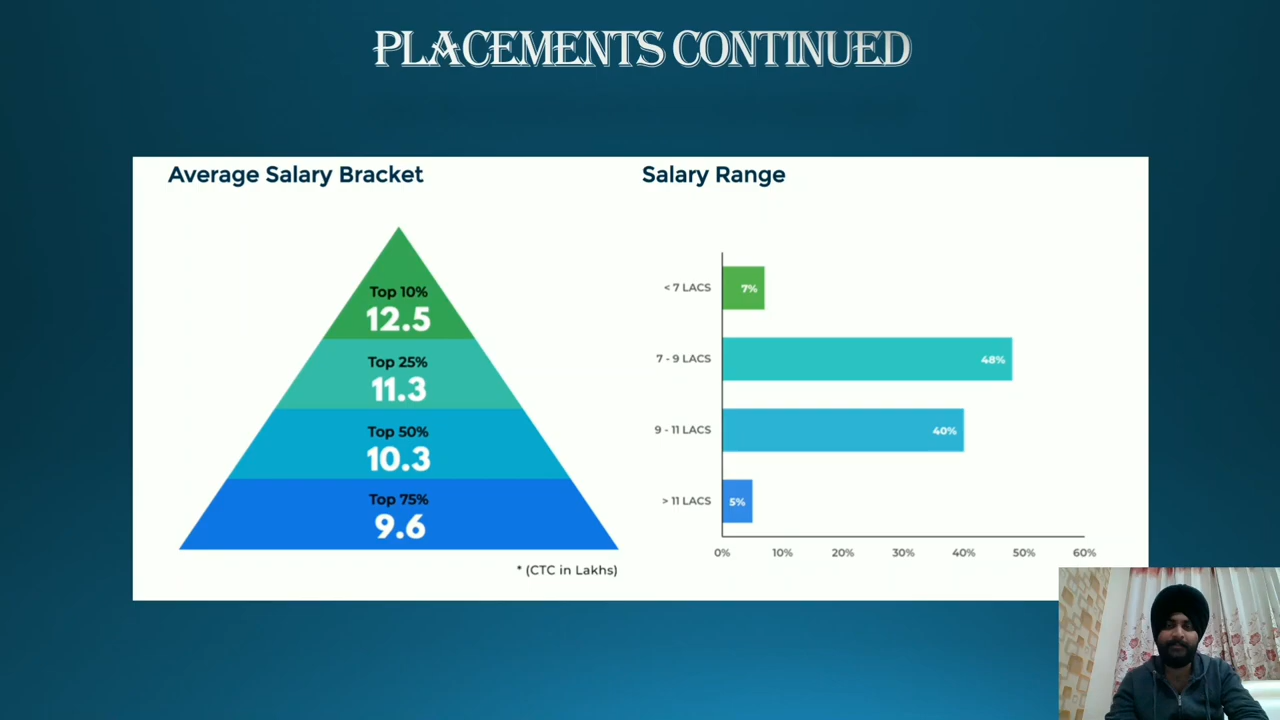 PLACEMENTS CONTINUED
Average Salary Bracket
Top 10%
12.5
Top 25%
11.3
Top 50%
10.3
Top 75%
9.6
* (CTC in Lakhs)
Salary Range
< 7 LACS
7%
7 - 9 LACS
48%
9 - 11 LACS
40%
> 11 LACS
5%
0% 10% 20% 30% 40% 50% 60%